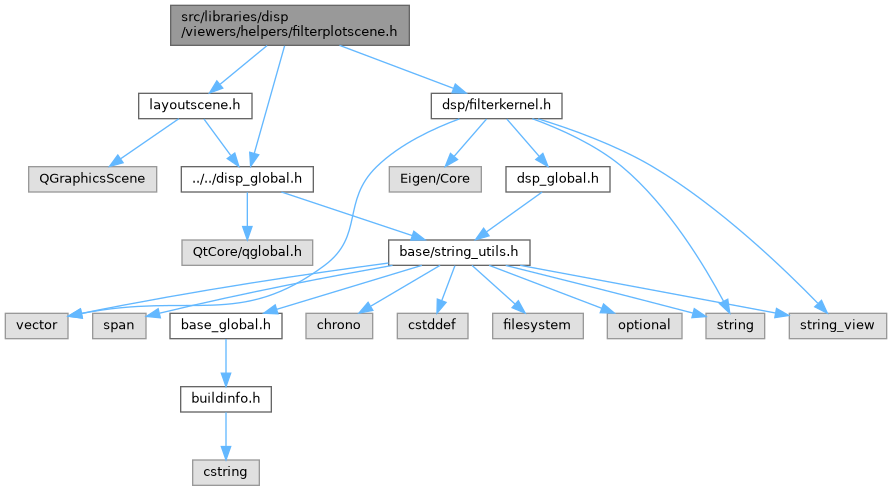 src/libraries/disp
/viewers/helpers/filterplotscene.h
layoutscene.h
dsp/filterkernel.h
QGraphicsScene
../../disp_global.h
Eigen/Core
dsp_global.h
QtCore/qglobal.h
base/string_utils.h
vector
span
base_global.h
chrono
cstddef
filesystem
optional
string
string_view
buildinfo.h
cstring